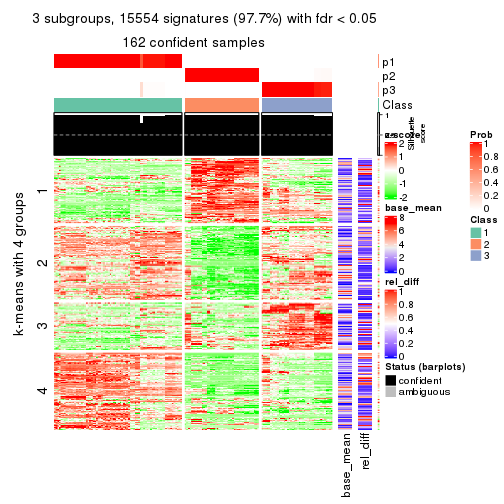 3 subgroups, 15554 signatures (97.7%) with fdr < 0.05
162 confident samples
p1
p2
p3
Class
1
Silhouette
score
z-score
2
1
0
-1
-2
base_mean
8
6
4
2
0
rel_diff
1
0.8
0.6
0.4
0.2
0
Status (barplots)
confident
ambiguous
Prob
1
0.8
0.6
0.4
0.2
0
Class
1
2
3
k-means with 4 groups
1
2
3
4
base_mean
rel_diff